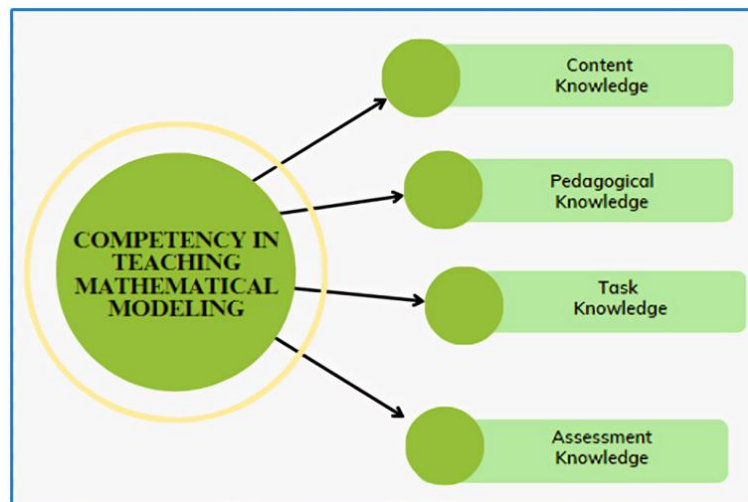 COMPETENCY IN
TEACHING
MATHEMATICAL
MODELING
Content
Knowledge
Pedagogical
Knowledge
Task
Knowledge
Assessment
Knowledge